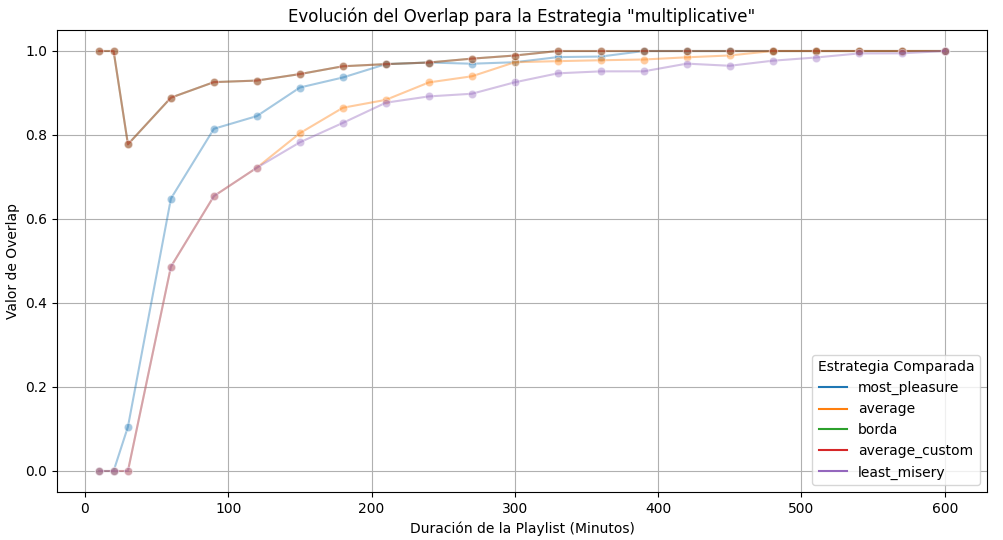 Evolución del Overlap para la Estrategia "multiplicative"
Valor de Overlap
1.0
0.8
0.6
0.4
0.2
0.0
0 100 200 300 400 500 600
Duración de la Playlist (Minutos)
Estrategia Comparada
most_pleasure
average
borda
average_custom
least_misery